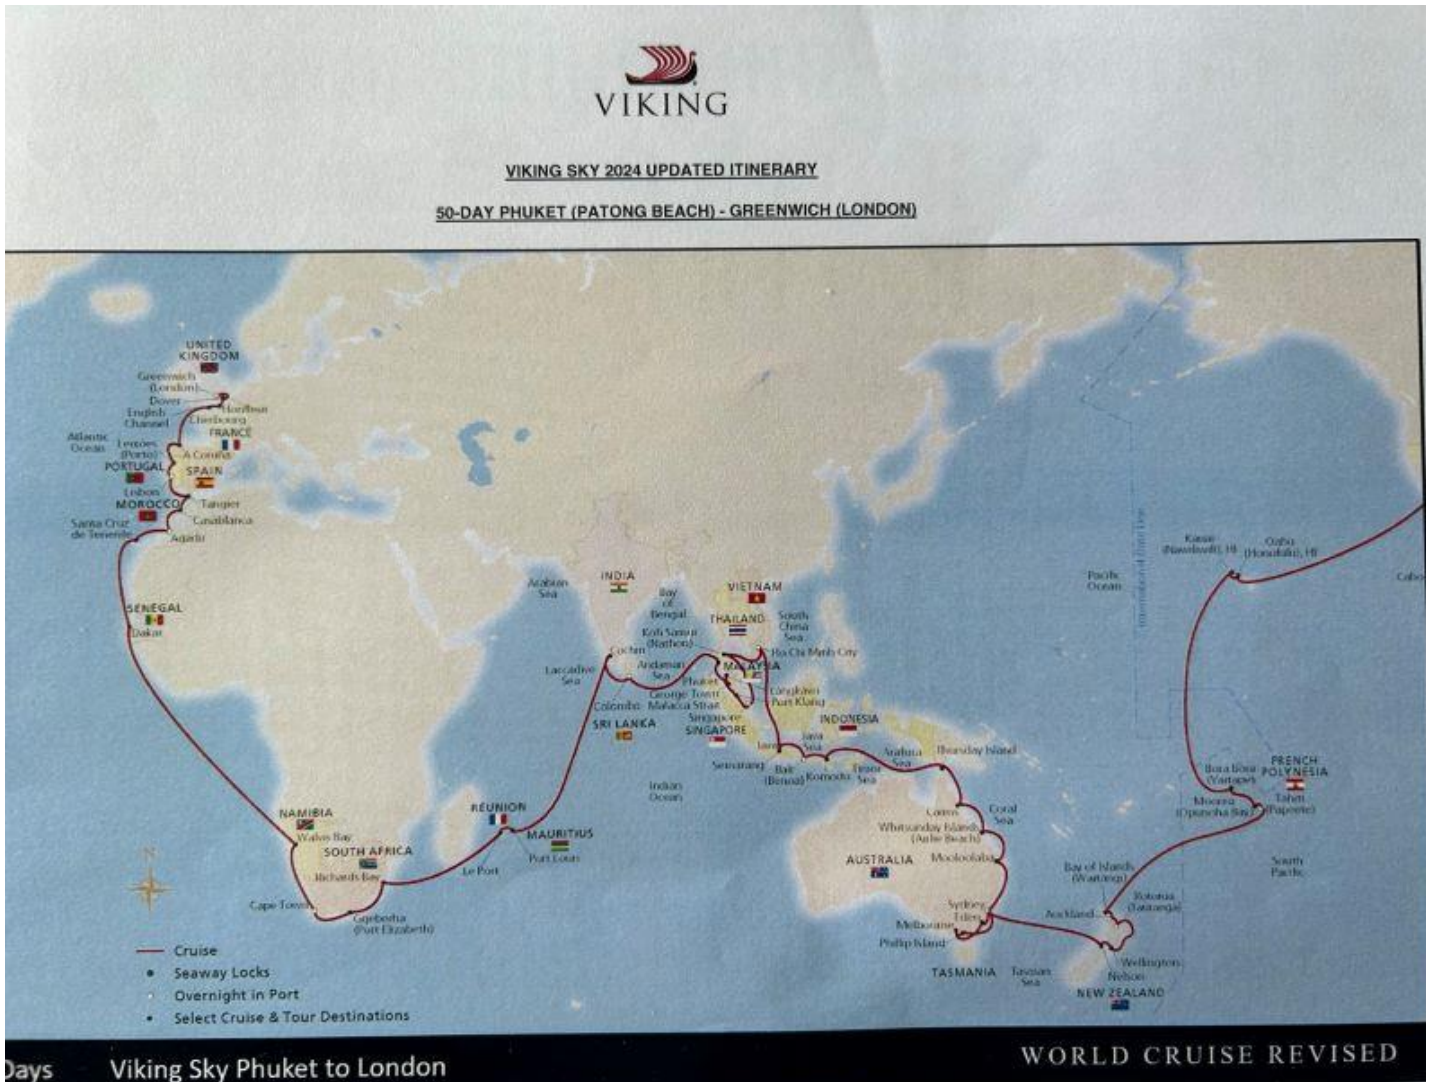 VIKING
VIKING SKY 2024 UPDATED ITINERARY
50-DAY PHUKET (PATONG BEACH) - GREENWICH (LONDON)
UNITED
KINGDOM
Greenwich
(London)
Dover
English
Channel
Honfleur
Cherbourg
FRANCE
Atlantic
Ocean
Leixões
(Porto)
A Coruña
PORTUGAL
SPAIN
Lisbon
MOROCCO
Tangier
Casablanca
Santa Cruz
de Tenerife
Agadir
SENEGAL
Dakar
Arabian
Sea
INDIA
Bay
of
Bengal
VIETNAM
THAILAND
South
China
Sea
Koh Samui
(Nathon)
Ho Chi Minh City
Cochin
Laccadive
Sea
Andaman
Sea
MALAYSIA
Phuket
Langkawi
Port Klang
George Town
Malacca Strait
Colombo
SRI LANKA
Singapore
SINGAPORE
INDONESIA
Java
Sea
Semarang
Bali
(Benoa)
Komodo
Timor
Sea
Arafura
Sea
Thursday Island
Indian
Ocean
Pacific
Ocean
International Date Line
Kauai
(Nawiliwili), HI
Oahu
(Honolulu), HI
Cabo
Bora Bora
(Vaitape)
FRENCH
POLYNESIA
Moorea
(Opunoha Bay)
Tahiti
(Papeete)
South
Pacific
NAMIBIA
Walvis Bay
SOUTH AFRICA
Richards Bay
Cape Town
Gqeberha
(Port Elizabeth)
RÉUNION
Le Port
MAURITIUS
Port Louis
Cairns
Coral
Sea
Whitsunday Islands
(Airlie Beach)
Mooloolaba
AUSTRALIA
Sydney
Eden
Melbourne
Phillip Island
TASMANIA
Tasman
Sea
Bay of Islands
(Waitangi)
Auckland
Rotorua
(Tauranga)
Wellington
Nelson
NEW ZEALAND
N
Cruise
Seaway Locks
Overnight in Port
Select Cruise & Tour Destinations
Days
Viking Sky Phuket to London
WORLD CRUISE REVISED